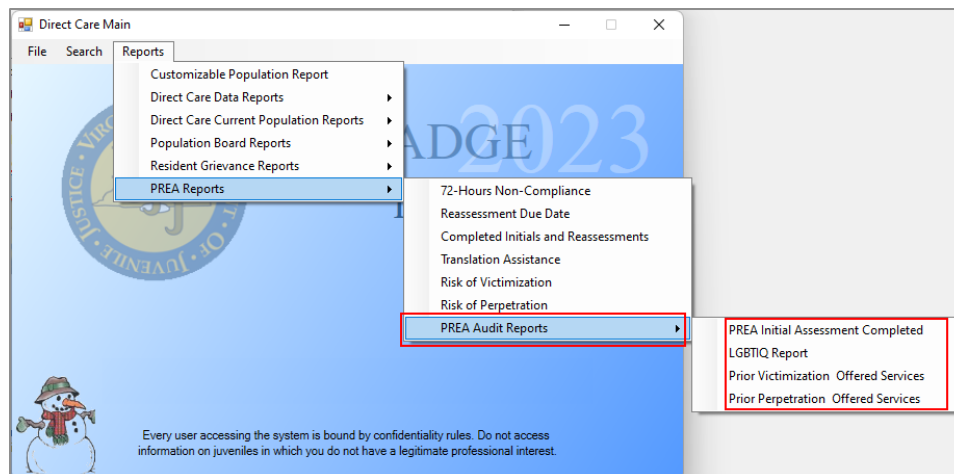 Direct Care Main
File Search Reports
Customizable Population Report
Direct Care Data Reports
Direct Care Current Population Reports
Population Board Reports
Resident Grievance Reports
PREA Reports
ADGE 2023
72-Hours Non-Compliance
Reassessment Due Date
Completed Initials and Reassessments
Translation Assistance
Risk of Victimization
Risk of Perpetration
PREA Audit Reports
PREA Initial Assessment Completed
LGBTIQ Report
Prior Victimization Offered Services
Prior Perpetration Offered Services
JUSTICE • VIRG
OF JUVENILE •
Every user accessing the system is bound by confidentiality rules. Do not access
information on juveniles in which you do not have a legitimate professional interest.